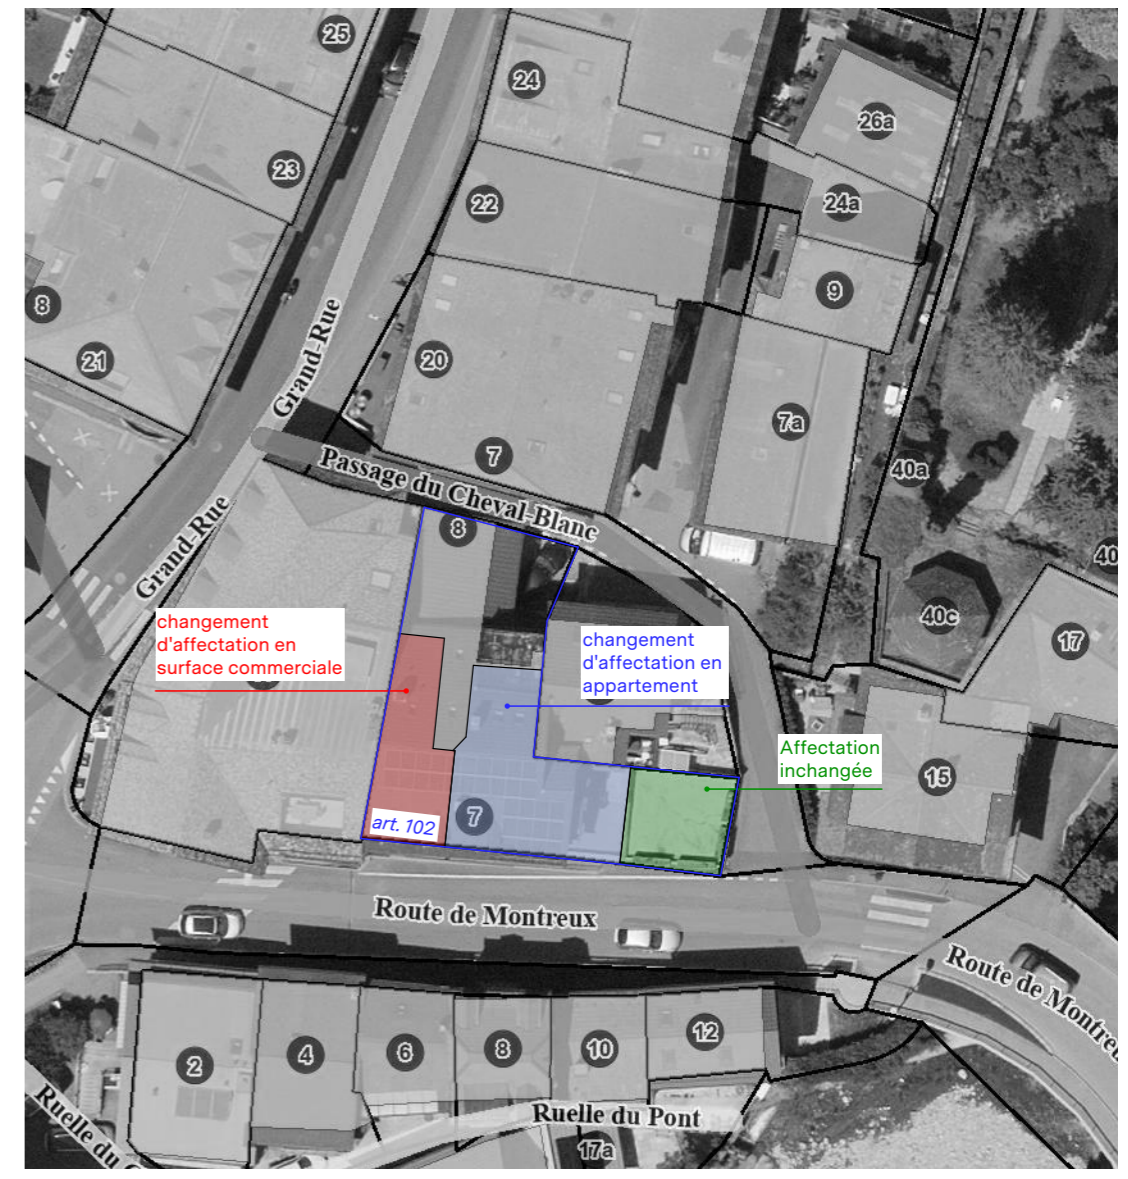 25
24
26a
23
22
24a
8
9
20
21
Grand-Rue
7a
7
Passage du Cheval-Blanc
40a
Grand-Rue
8
40
40c
17
changement
d'affectation en
surface commerciale
changement
d'affectation en
appartement
Affectation
inchangée
15
art. 102
7
Route de Montreux
Route de Montreu
2
4
6
8
10
12
Ruelle du Pont
Ruelle du
17a